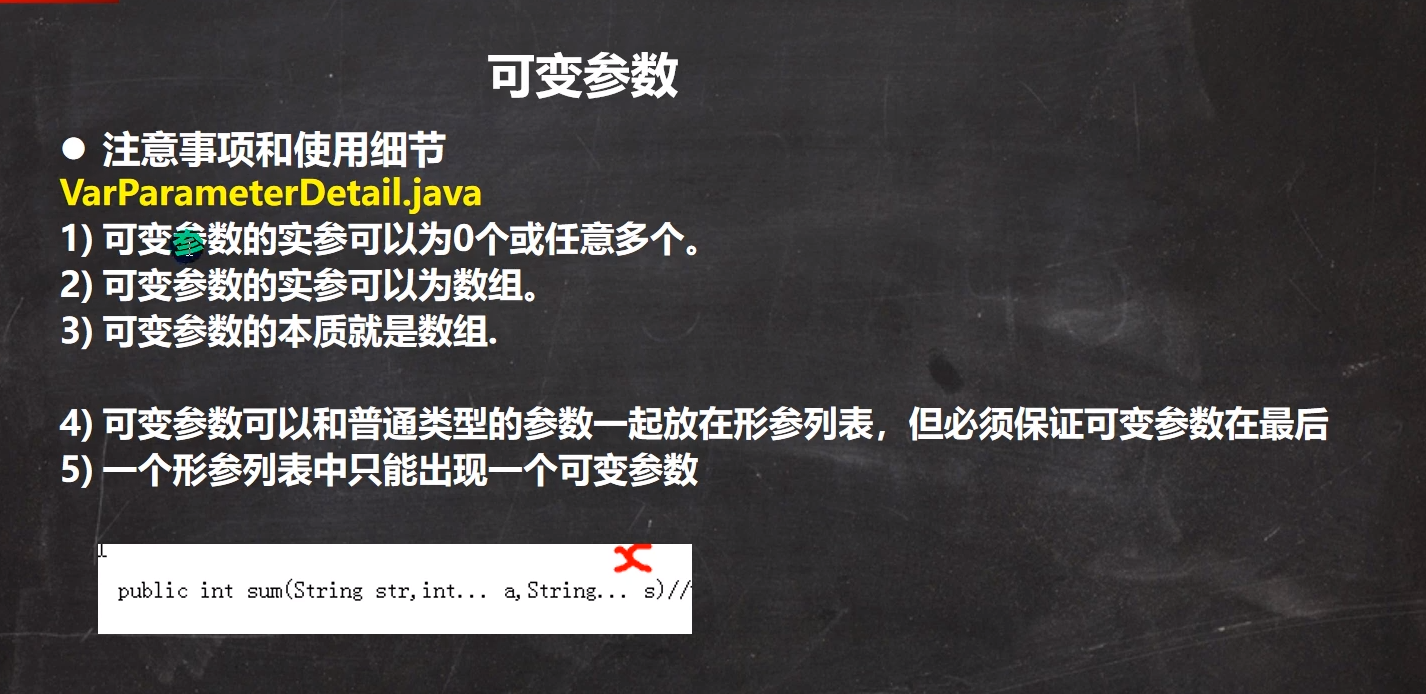 可变参数
● 注意事项和使用细节
VarParameterDetail.java
1) 可变参数的实参可以为0个或任意多个。
2) 可变参数的实参可以为数组。
3) 可变参数的本质就是数组.
4) 可变参数可以和普通类型的参数一起放在形参列表，但必须保证可变参数在最后
5) 一个形参列表中只能出现一个可变参数
public int sum(String str,int... a,String... s)//